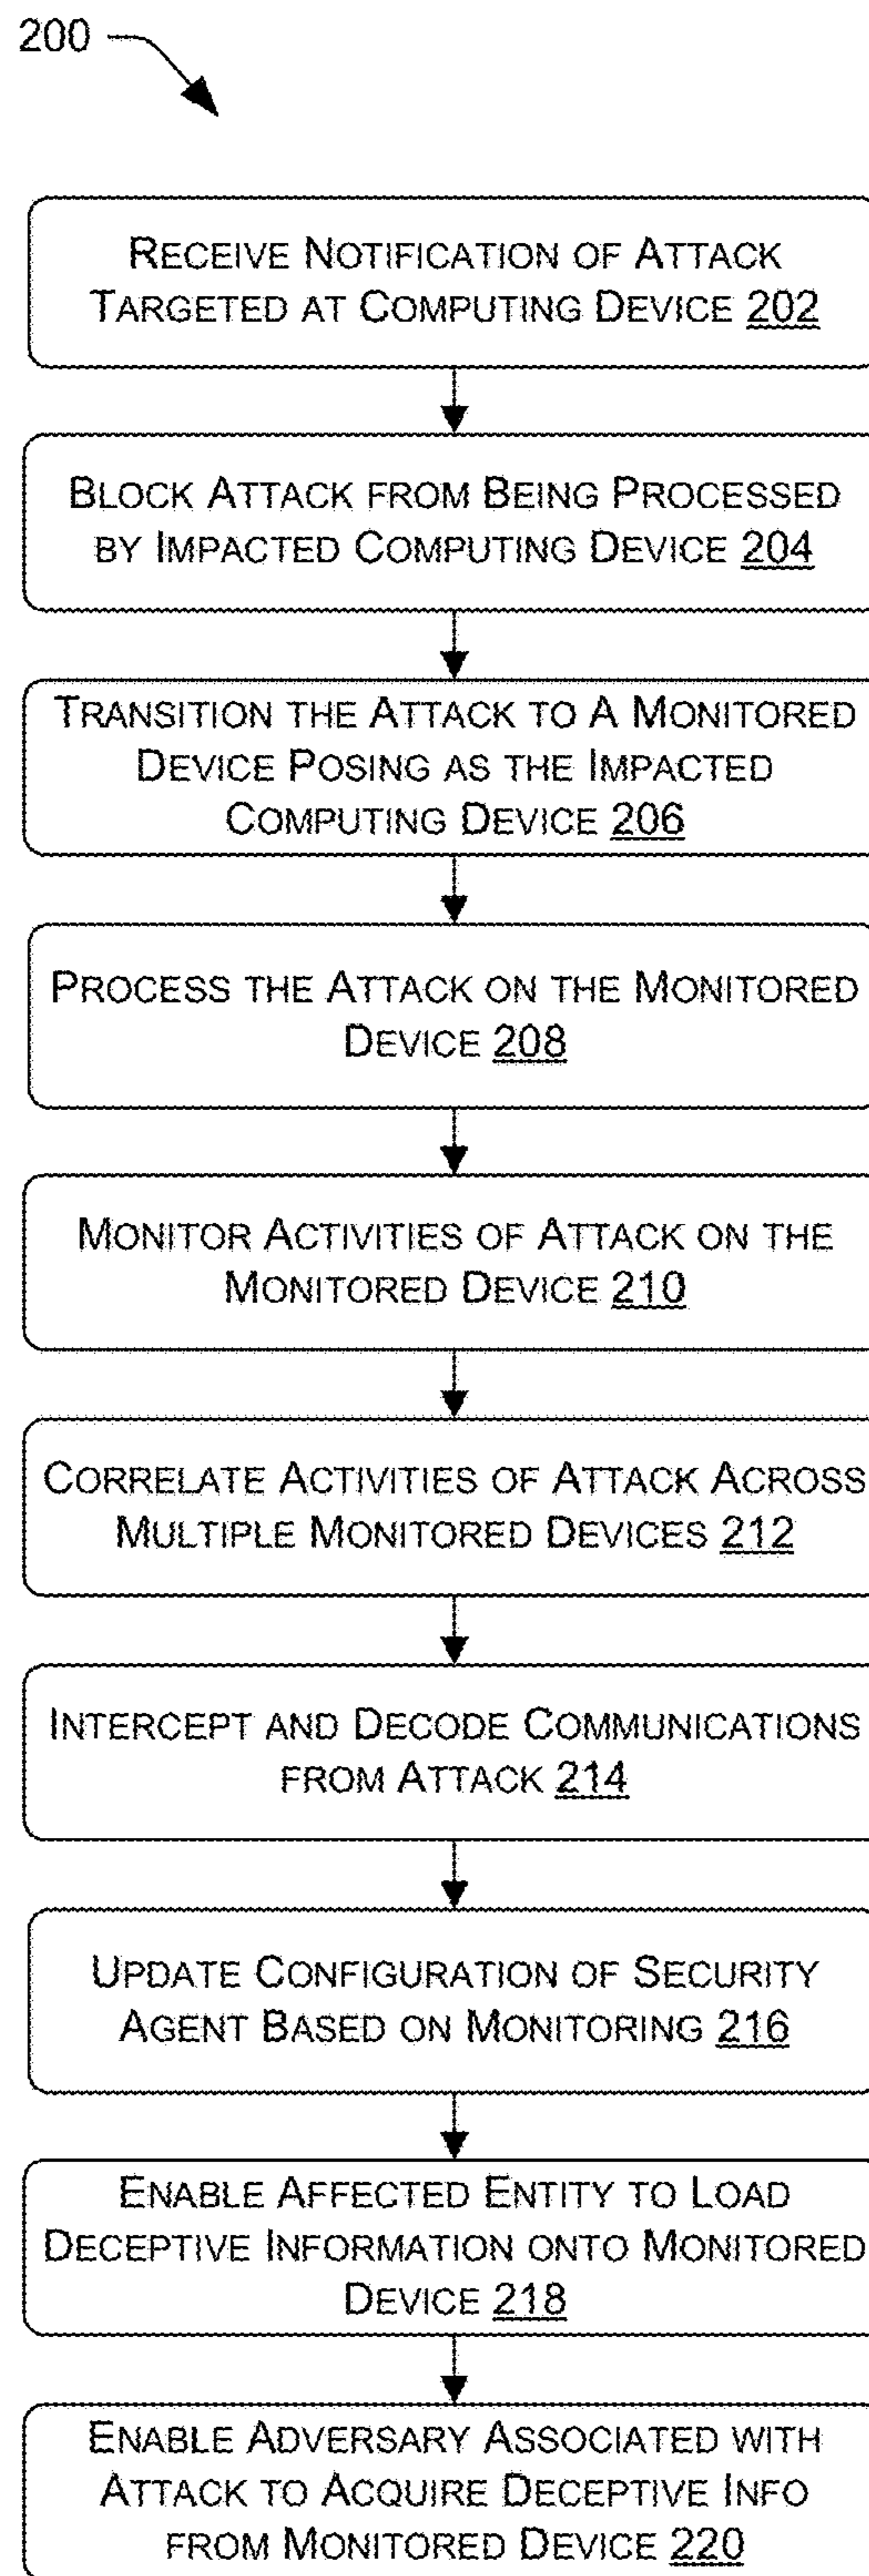 200
RECEIVE NOTIFICATION OF ATTACK
TARGETED AT COMPUTING DEVICE 202
BLOCK ATTACK FROM BEING PROCESSED
BY IMPACTED COMPUTING DEVICE 204
TRANSITION THE ATTACK TO A MONITORED
DEVICE POSING AS THE IMPACTED
COMPUTING DEVICE 206
PROCESS THE ATTACK ON THE MONITORED
DEVICE 208
MONITOR ACTIVITIES OF ATTACK ON THE
MONITORED DEVICE 210
CORRELATE ACTIVITIES OF ATTACK ACROSS
MULTIPLE MONITORED DEVICES 212
INTERCEPT AND DECODE COMMUNICATIONS
FROM ATTACK 214
UPDATE CONFIGURATION OF SECURITY
AGENT BASED ON MONITORING 216
ENABLE AFFECTED ENTITY TO LOAD
DECEPTIVE INFORMATION ONTO MONITORED
DEVICE 218
ENABLE ADVERSARY ASSOCIATED WITH
ATTACK TO ACQUIRE DECEPTIVE INFO
FROM MONITORED DEVICE 220